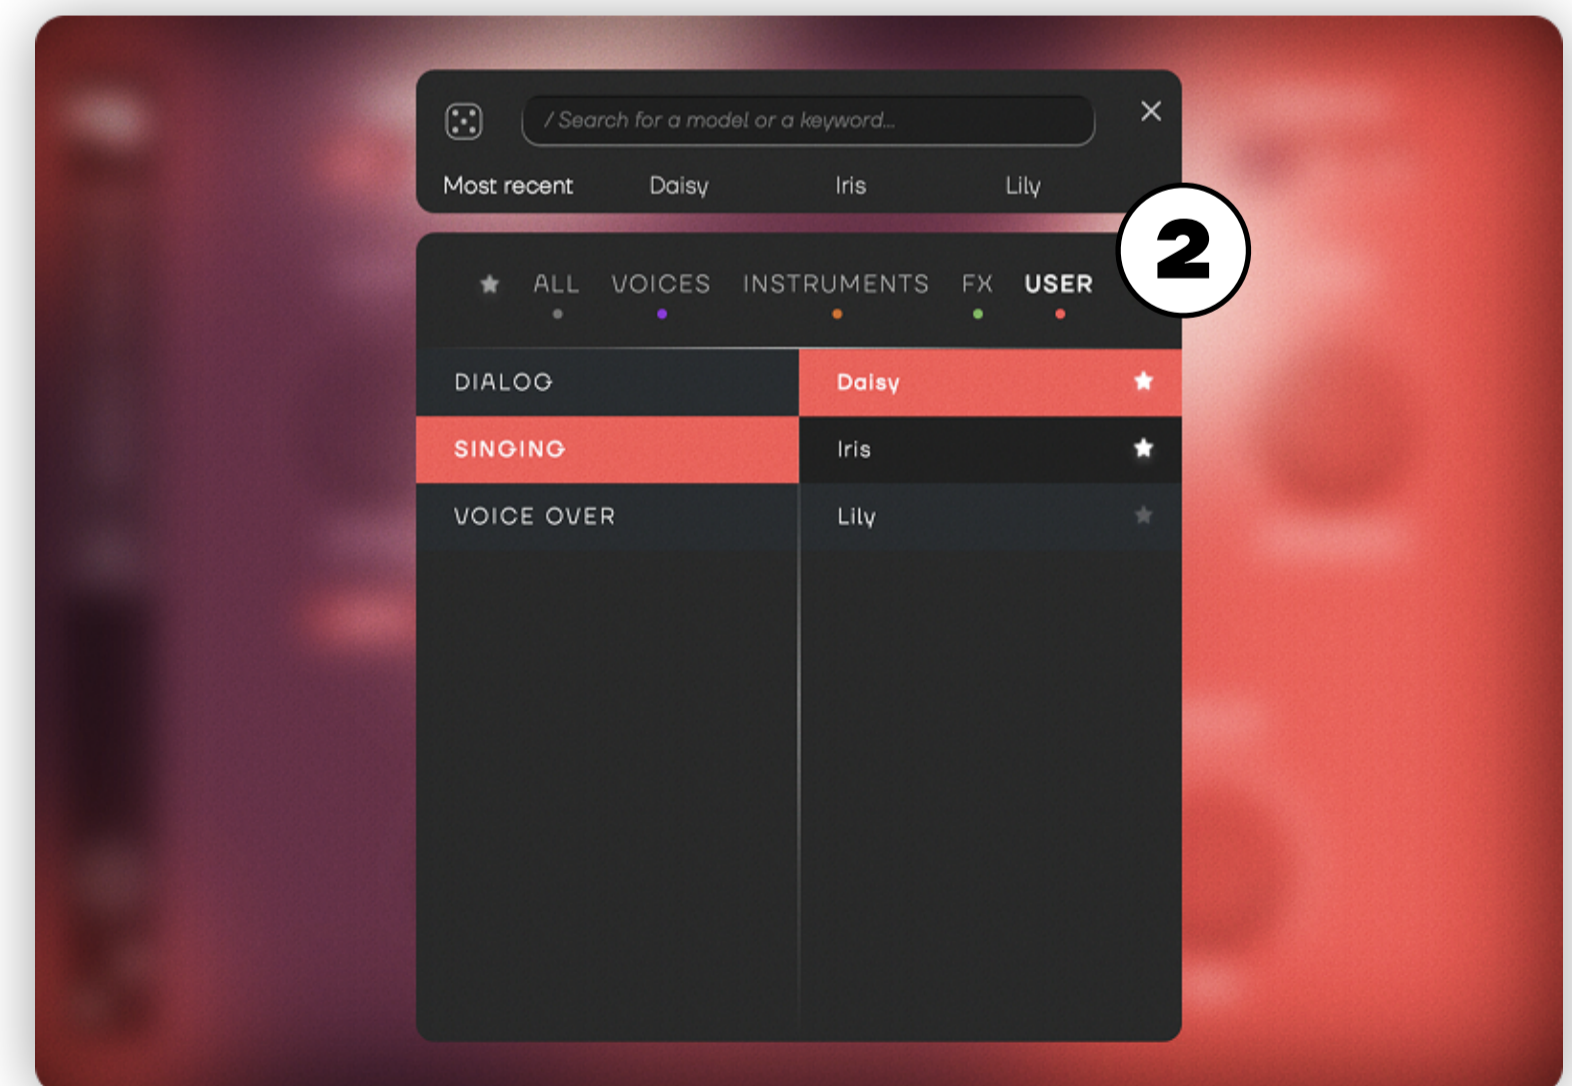 / Search for a model or a keyword...
Most recent Daisy Iris Lily
2
ALL VOICES INSTRUMENTS FX USER
DIALOG
SINGING
VOICE OVER
Daisy
Iris
Lily